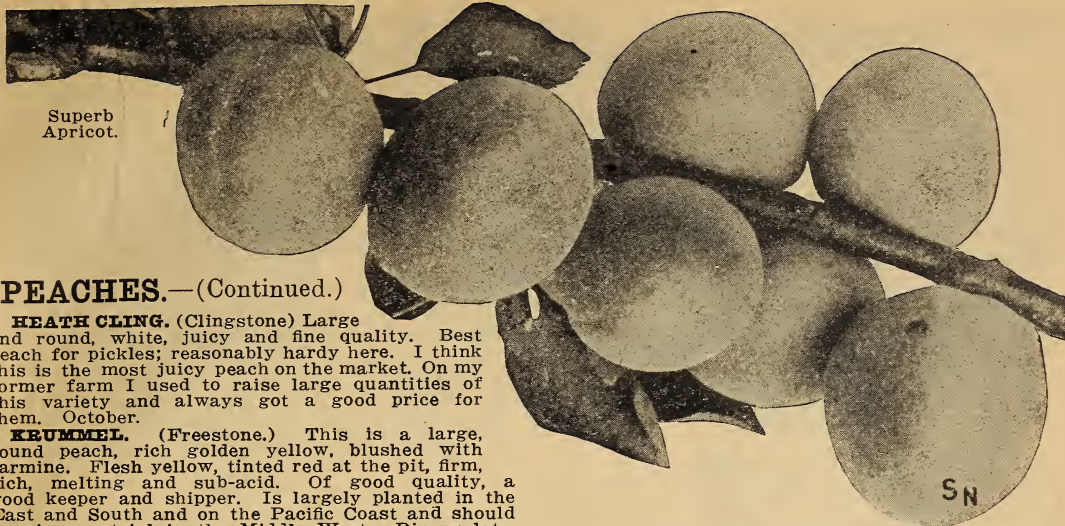 Superb
Apricot.
PEACHES.—(Continued.)
HEATH CLING. (Clingstone) Large
nd round, white, juicy and fine quality. Best
each for pickles; reasonably hardy here. I think
his is the most juicy peach on the market. On my
ormer farm I used to raise large quantities of
his variety and always got a good price for
hem. October.
KRUMMEL. (Freestone.) This is a large,
ound peach, rich golden yellow, blushed with
armine. Flesh yellow, tinted red at the pit, firm,
ich, melting and sub-acid. Of good quality, a
ood keeper and shipper. Is largely planted in the
East and South and on the Pacific Coast and should
SN